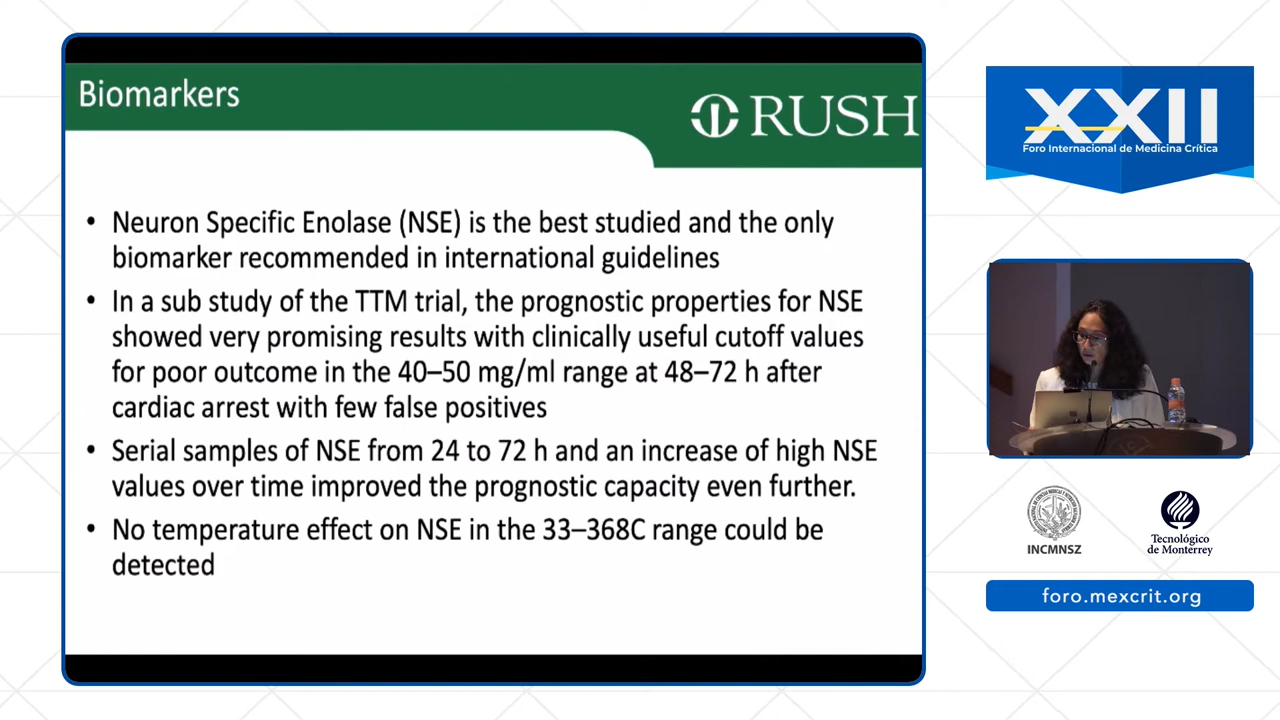 Biomarkers
RUSH
• Neuron Specific Enolase (NSE) is the best studied and the only
biomarker recommended in international guidelines
• In a sub study of the TTM trial, the prognostic properties for NSE
showed very promising results with clinically useful cutoff values
for poor outcome in the 40–50 mg/ml range at 48–72 h after
cardiac arrest with few false positives
• Serial samples of NSE from 24 to 72 h and an increase of high NSE
values over time improved the prognostic capacity even further.
• No temperature effect on NSE in the 33–368C range could be
detected
XXII
Foro Internacional de Medicina Crítica
INCMNSZ
Tecnológico
de Monterrey
foro.mexcrit.org